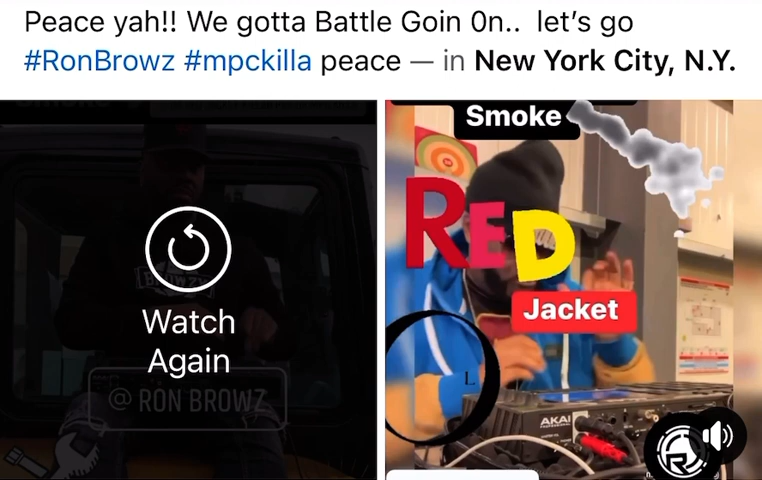 Peace yah!! We gotta Battle Goin 0n.. let's go
#RonBrowz #mpckilla peace — in New York City, N.Y.
Watch
Again
@ RON BROWZ
Smoke
RED
Jacket
L
AKAI
PROFESSIONAL
R